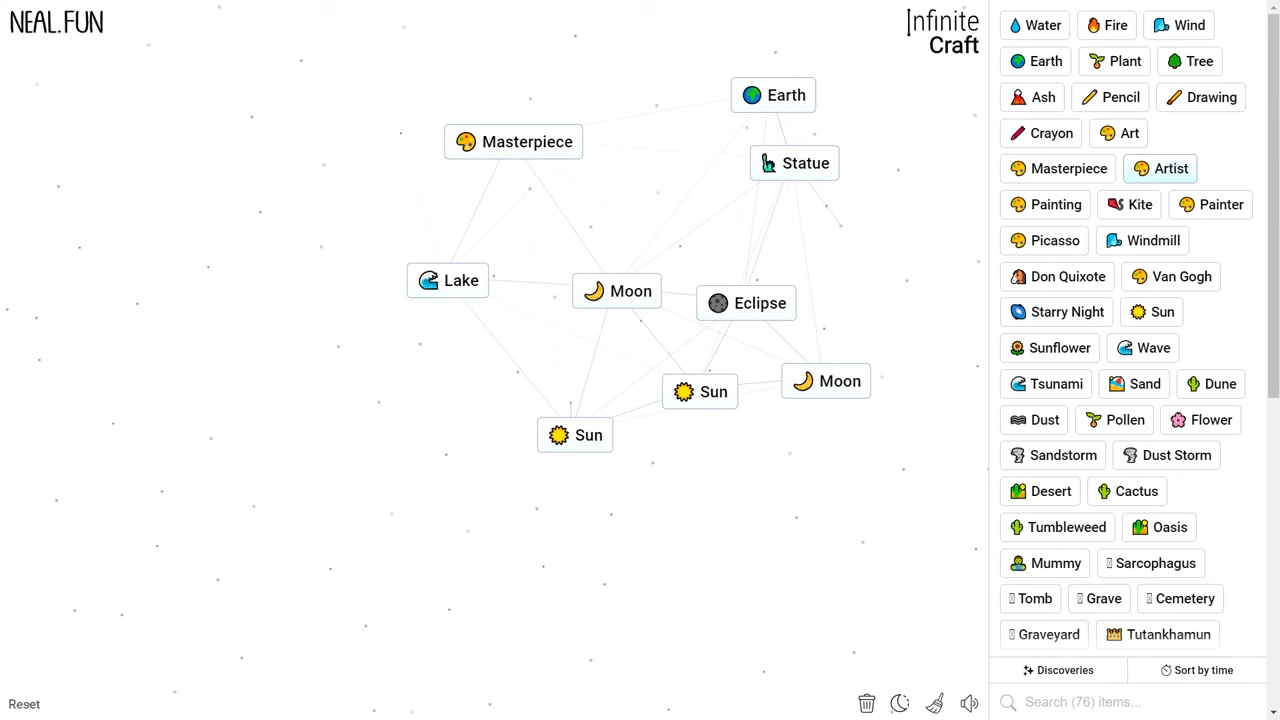 NEAL.FUN
Infinite
Craft
Earth
Masterpiece
Statue
Lake
Moon
Eclipse
Sun
Moon
Sun
Reset
Water Fire Wind
Earth Plant Tree
Ash Pencil Drawing
Crayon Art
Masterpiece Artist
Painting Kite Painter
Picasso Windmill
Don Quixote Van Gogh
Starry Night Sun
Sunflower Wave
Tsunami Sand Dune
Dust Pollen Flower
Sandstorm Dust Storm
Desert Cactus
Tumbleweed Oasis
Mummy Sarcophagus
Tomb Grave Cemetery
Graveyard Tutankhamun
Discoveries Sort by time
Search (76) items...